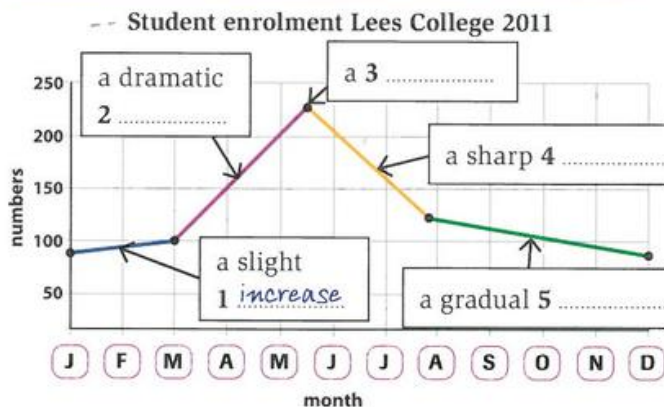 Student enrolment Lees College 2011
a dramatic
2 ....................
a 3 ....................
250
200
150
100
50
numbers
a sharp 4 ....................
a slight
1 increase
a gradual 5 ....................
J F M A M J J A S O N D
month